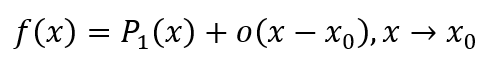 f(x) = P₁(x) + o(x − x₀), x → x₀